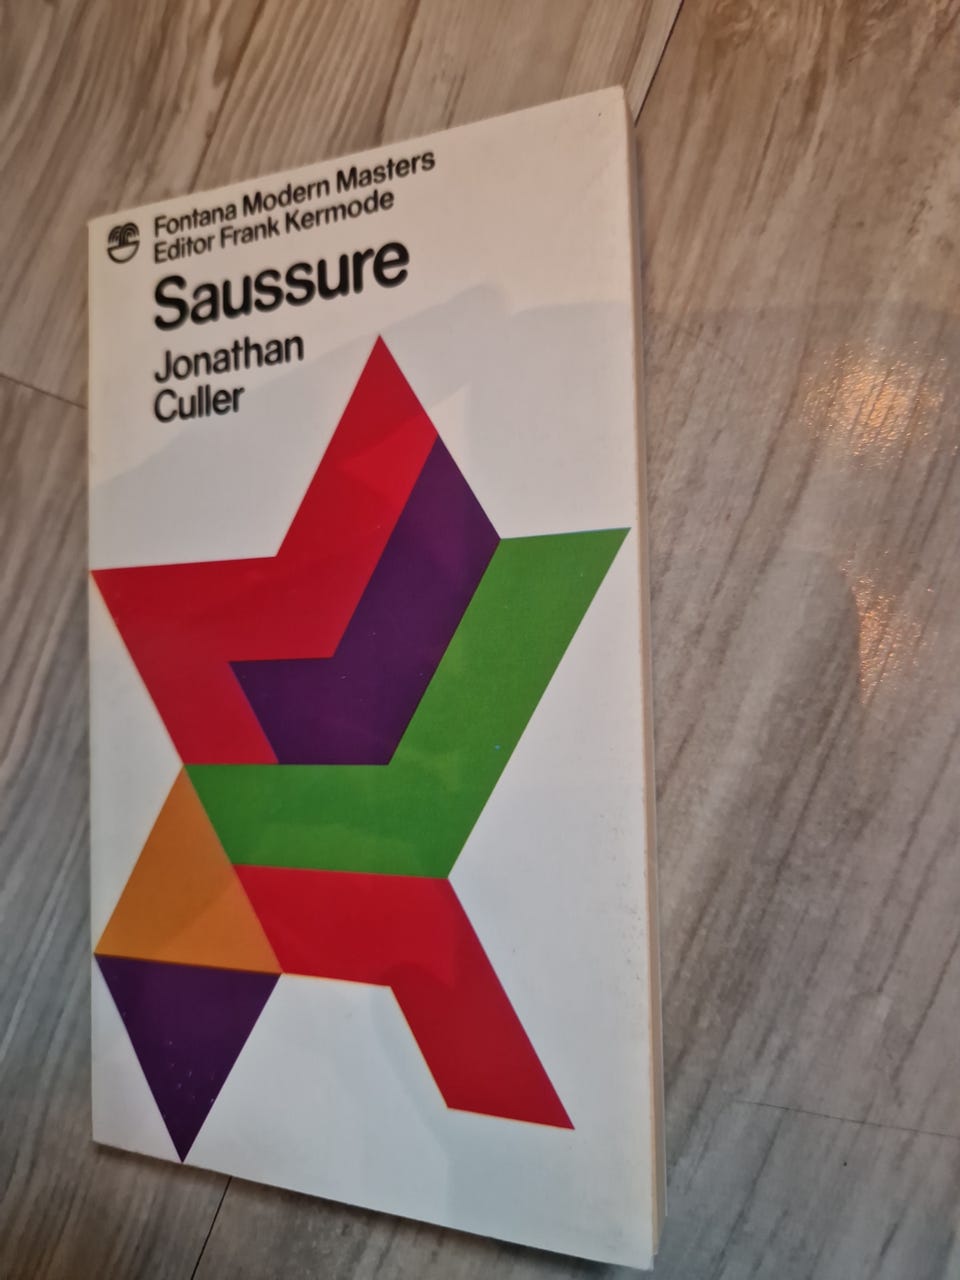 Fontana Modern Masters
Editor Frank Kermode
Saussure
Jonathan
Culler